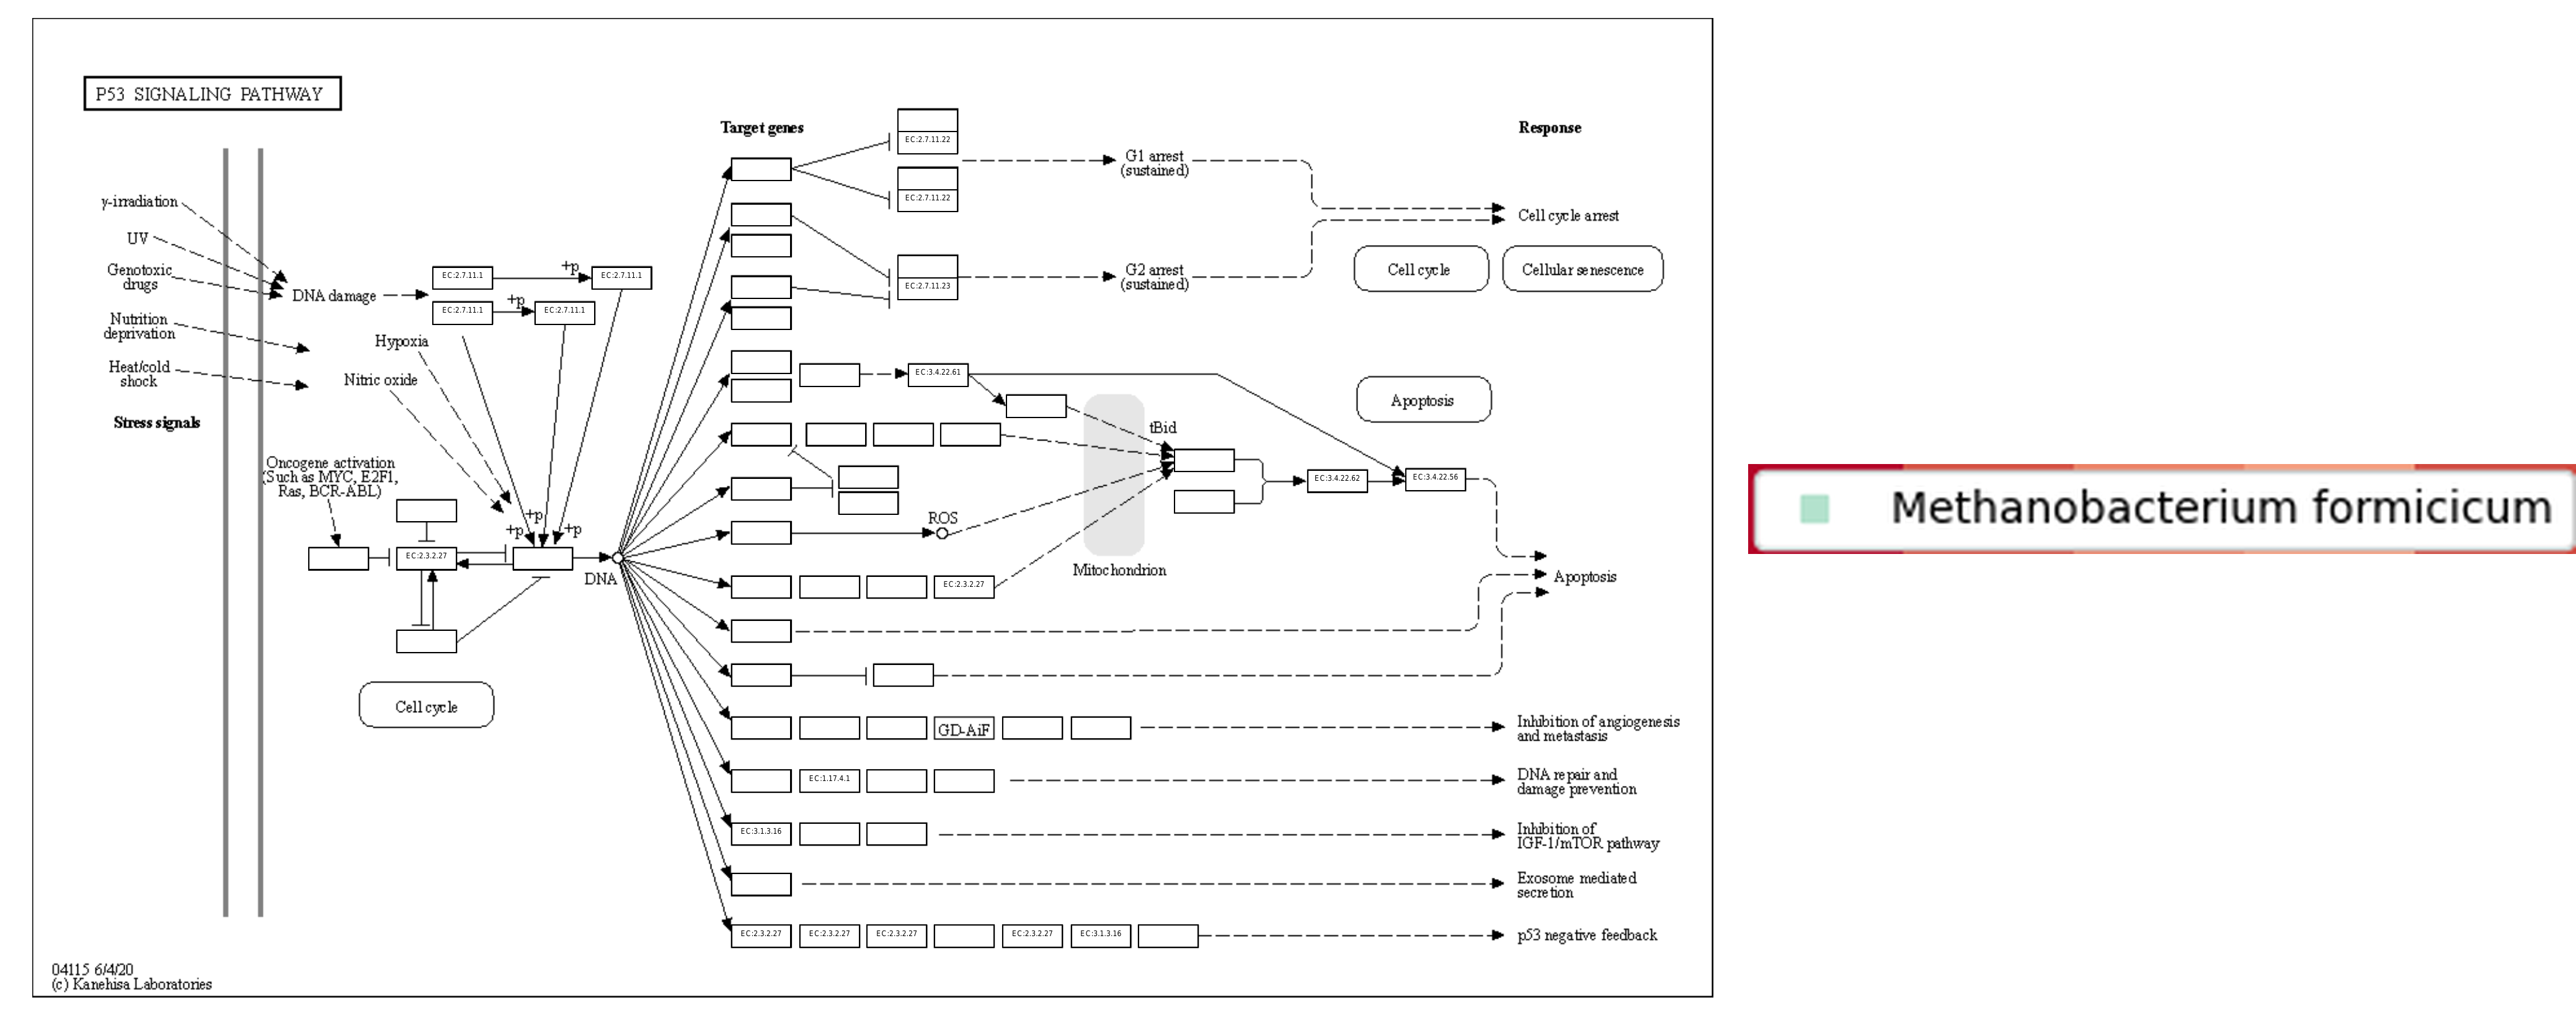 P53 SIGNALING PATHWAY
Target genes
Response
EC:2.7.11.22
G1 arrest
(sustained)
EC:2.7.11.22
γ-irradiation
UV
Genotoxic
drugs
DNA damage
EC:2.7.11.1
+p
EC:2.7.11.1
EC:2.7.11.1
+p
EC:2.7.11.1
Cell cycle arrest
EC:2.7.11.23
G2 arrest
(sustained)
Cell cycle
Cellular senescence
Nutrition
deprivation
Hypoxia
Heat/cold
shock
Nitric oxide
EC:3.4.22.61
Apoptosis
Stress signals
tBid
Oncogene activation
(Such as MYC, E2F1,
Ras, BCR-ABL)
EC:3.4.22.62
EC:3.4.22.56
Methanobacterium formicicum
+p
+p
+p
ROS
EC:2.3.2.27
DNA
Mitochondrion
Apoptosis
EC:2.3.2.27
Cell cycle
GD-AiF
Inhibition of angiogenesis
and metastasis
EC:1.17.4.1
DNA repair and
damage prevention
EC:3.1.3.16
Inhibition of
IGF-1/mTOR pathway
Exosome mediated
secretion
EC:2.3.2.27
EC:2.3.2.27
EC:2.3.2.27
EC:2.3.2.27
EC:3.1.3.16
p53 negative feedback
04115 6/4/20
(c) Kanehisa Laboratories